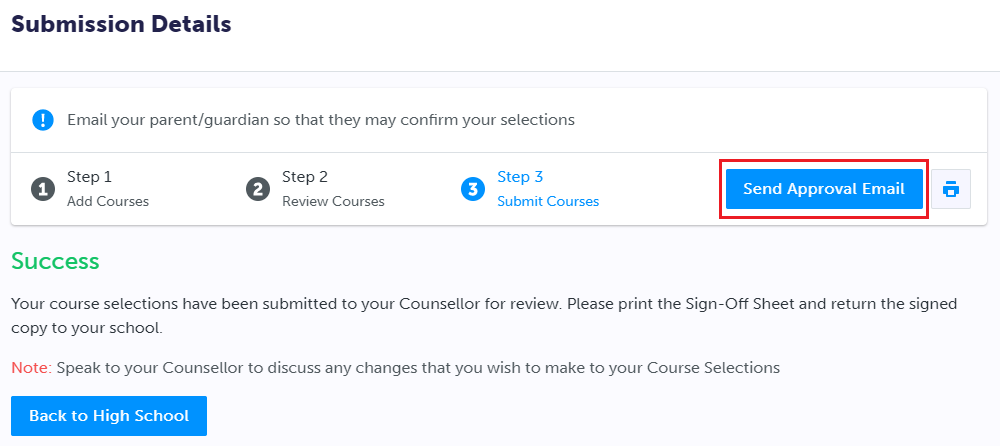 Submission Details
Email your parent/guardian so that they may confirm your selections
1 Step 1
Add Courses
2 Step 2
Review Courses
3 Step 3
Submit Courses
Send Approval Email
Success
Your course selections have been submitted to your Counsellor for review. Please print the Sign-Off Sheet and return the signed
copy to your school.
Note: Speak to your Counsellor to discuss any changes that you wish to make to your Course Selections
Back to High School